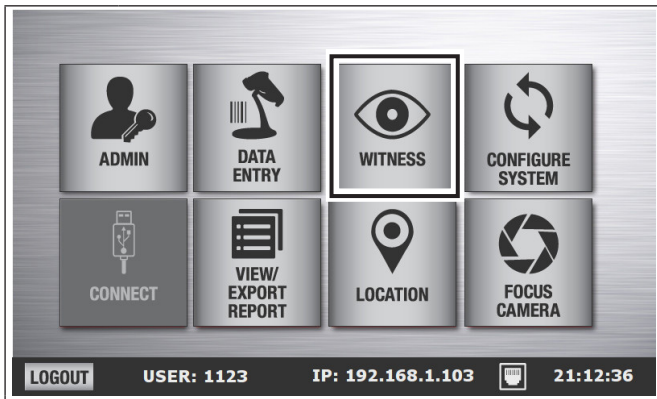 ADMIN
DATA
ENTRY
WITNESS
CONFIGURE
SYSTEM
CONNECT
VIEW/
EXPORT
REPORT
LOCATION
FOCUS
CAMERA
LOGOUT USER: 1123 IP: 192.168.1.103 21:12:36